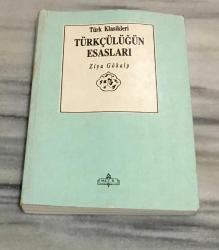 Türk Klasikleri
TÜRKÇÜLÜĞÜN
ESASLARI
Ziya Gökalp